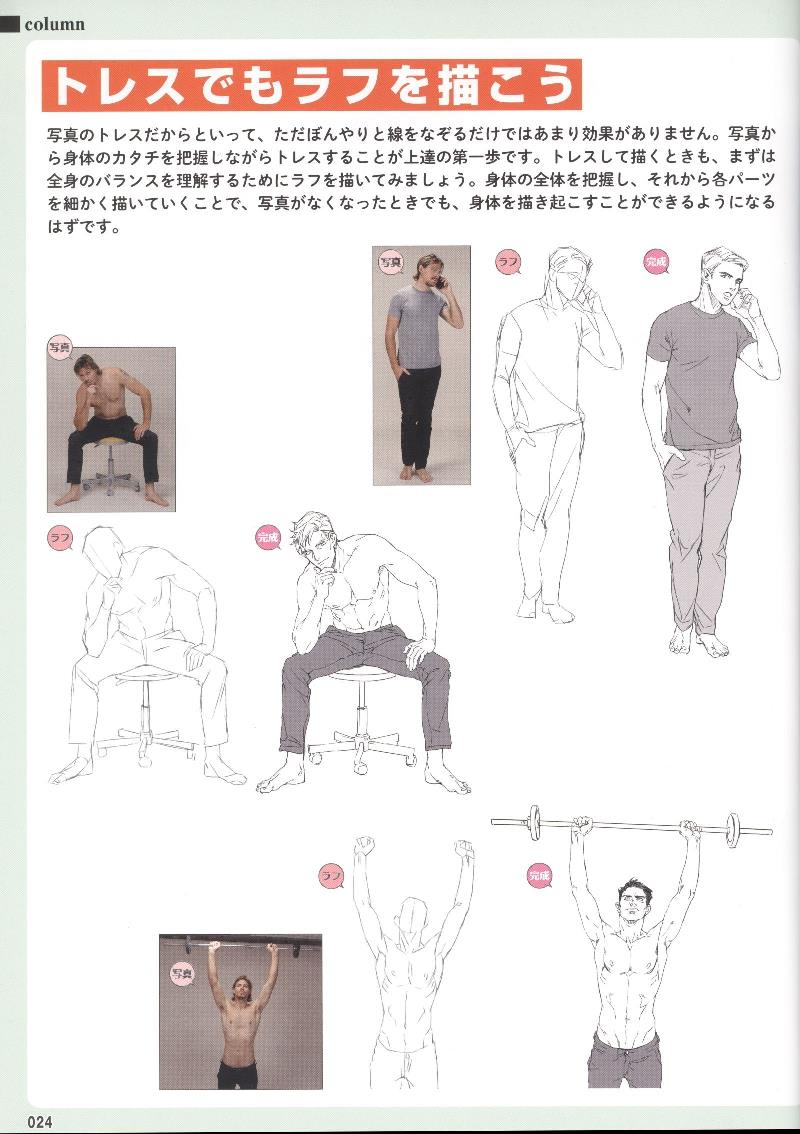 column
トレスでもラフを描こう
写真のトレスだからといって、ただぼんやりと線をなぞるだけではあまり効果がありません。写真か
ら身体のカタチを把握しながらトレスすることが上達の第一歩です。トレスして描くときも、まずは
全身のバランスを理解するためにラフを描いてみましょう。身体の全体を把握し、それから各パーツ
を細かく描いていくことで、写真がなくなったときでも、身体を描き起こすことができるようになる
はずです。
写真
ラフ
完成
写真
ラフ
完成
ラフ
完成
写真
024